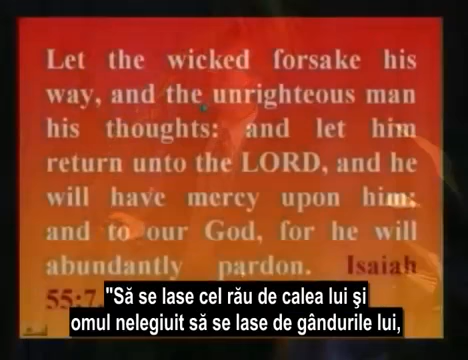 Let the wicked forsake his
way, and the unrighteous man
his thoughts: and let him
return unto the LORD, and he
will have mercy upon him;
and to our God, for he will
abundantly pardon. Isaiah
55:7
"Să se lase cel rău de calea lui şi
omul nelegiuit să se lase de gândurile lui,